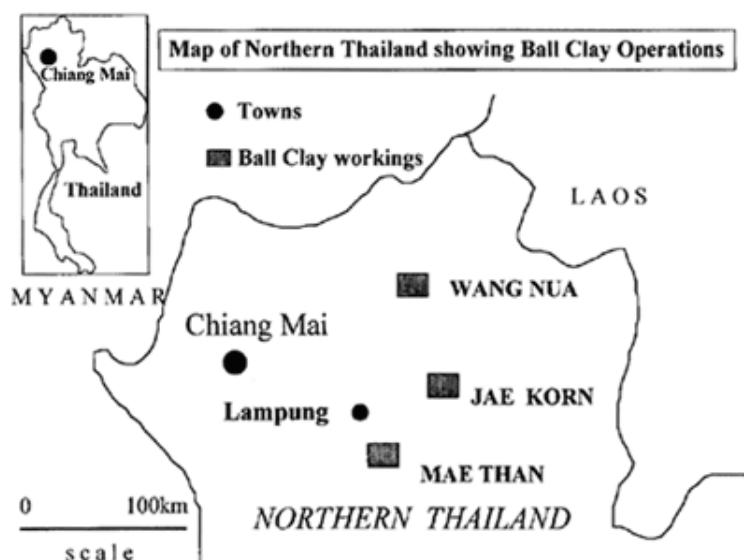 Map of Northern Thailand showing Ball Clay Operations
Chiang Mai
Thailand
Towns
Ball Clay workings
LAOS
MYANMAR
WANG NUA
Chiang Mai
JAE KORN
Lampung
MAE THAN
0 100km
scale
NORTHERN THAILAND